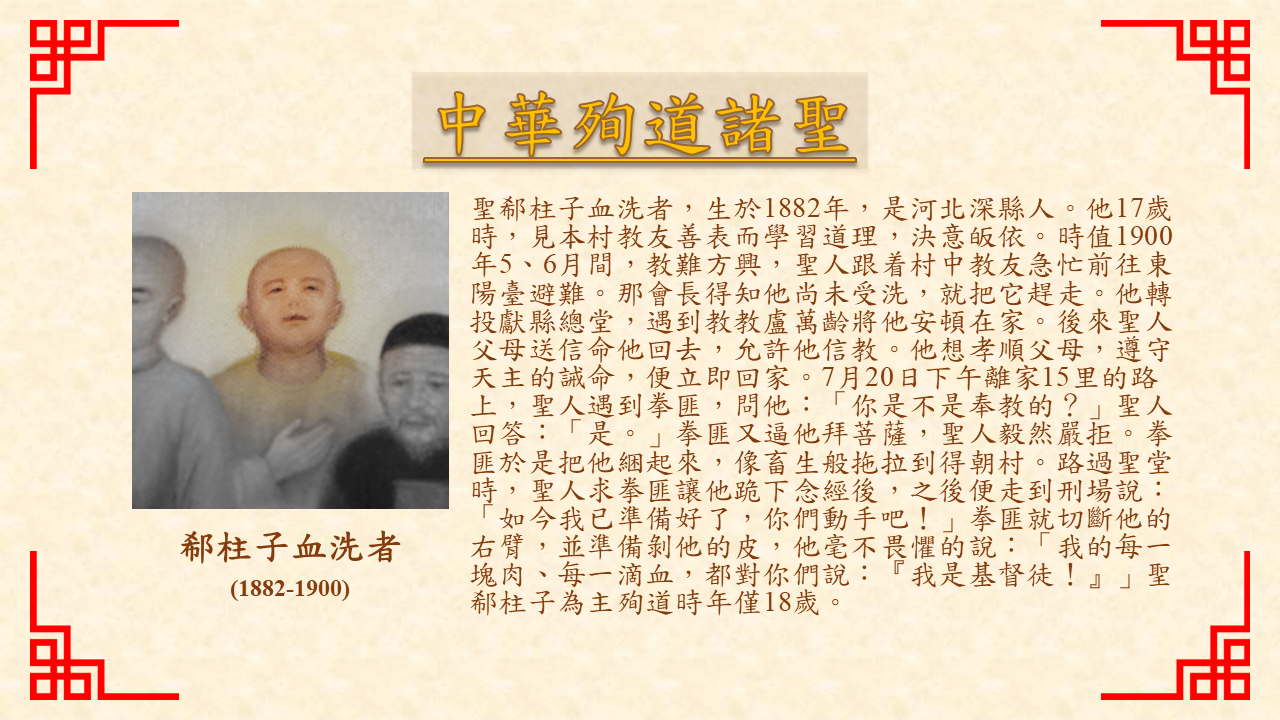 中華殉道諸聖
聖郗柱子血洗者，生於1882年，是河北深縣人。他17歲
時，見本村教友善表而學習道理，決意皈依。時值1900
年5、6月間，教難方興，聖人跟着村中教友急忙前往東
陽臺避難。那會長得知他尚未受洗，就把它趕走。他轉
投獻縣總堂，遇到教教盧萬齡將他安頓在家。後來聖人
父母送信命他回去，允許他信教。他想孝順父母，遵守
天主的誡命，便立即回家。7月20日下午離家15里的路
上，聖人遇到拳匪，問他：「你是不是奉教的？」聖人
回答：「是。」拳匪又逼他拜菩薩，聖人毅然嚴拒。拳
匪於是把他綑起來，像畜生般拖拉到得朝村。路過聖堂
時，聖人求拳匪讓他跪下念經後，之後便走到刑場說：
「如今我已準備好了，你們動手吧！」拳匪就切斷他的
右臂，並準備剝他的皮，他毫不畏懼的說：「我的每一
塊肉、每一滴血，都對你們說：『我是基督徒！』」聖
郗柱子為主殉道時年僅18歲。
郗柱子血洗者
(1882-1900)